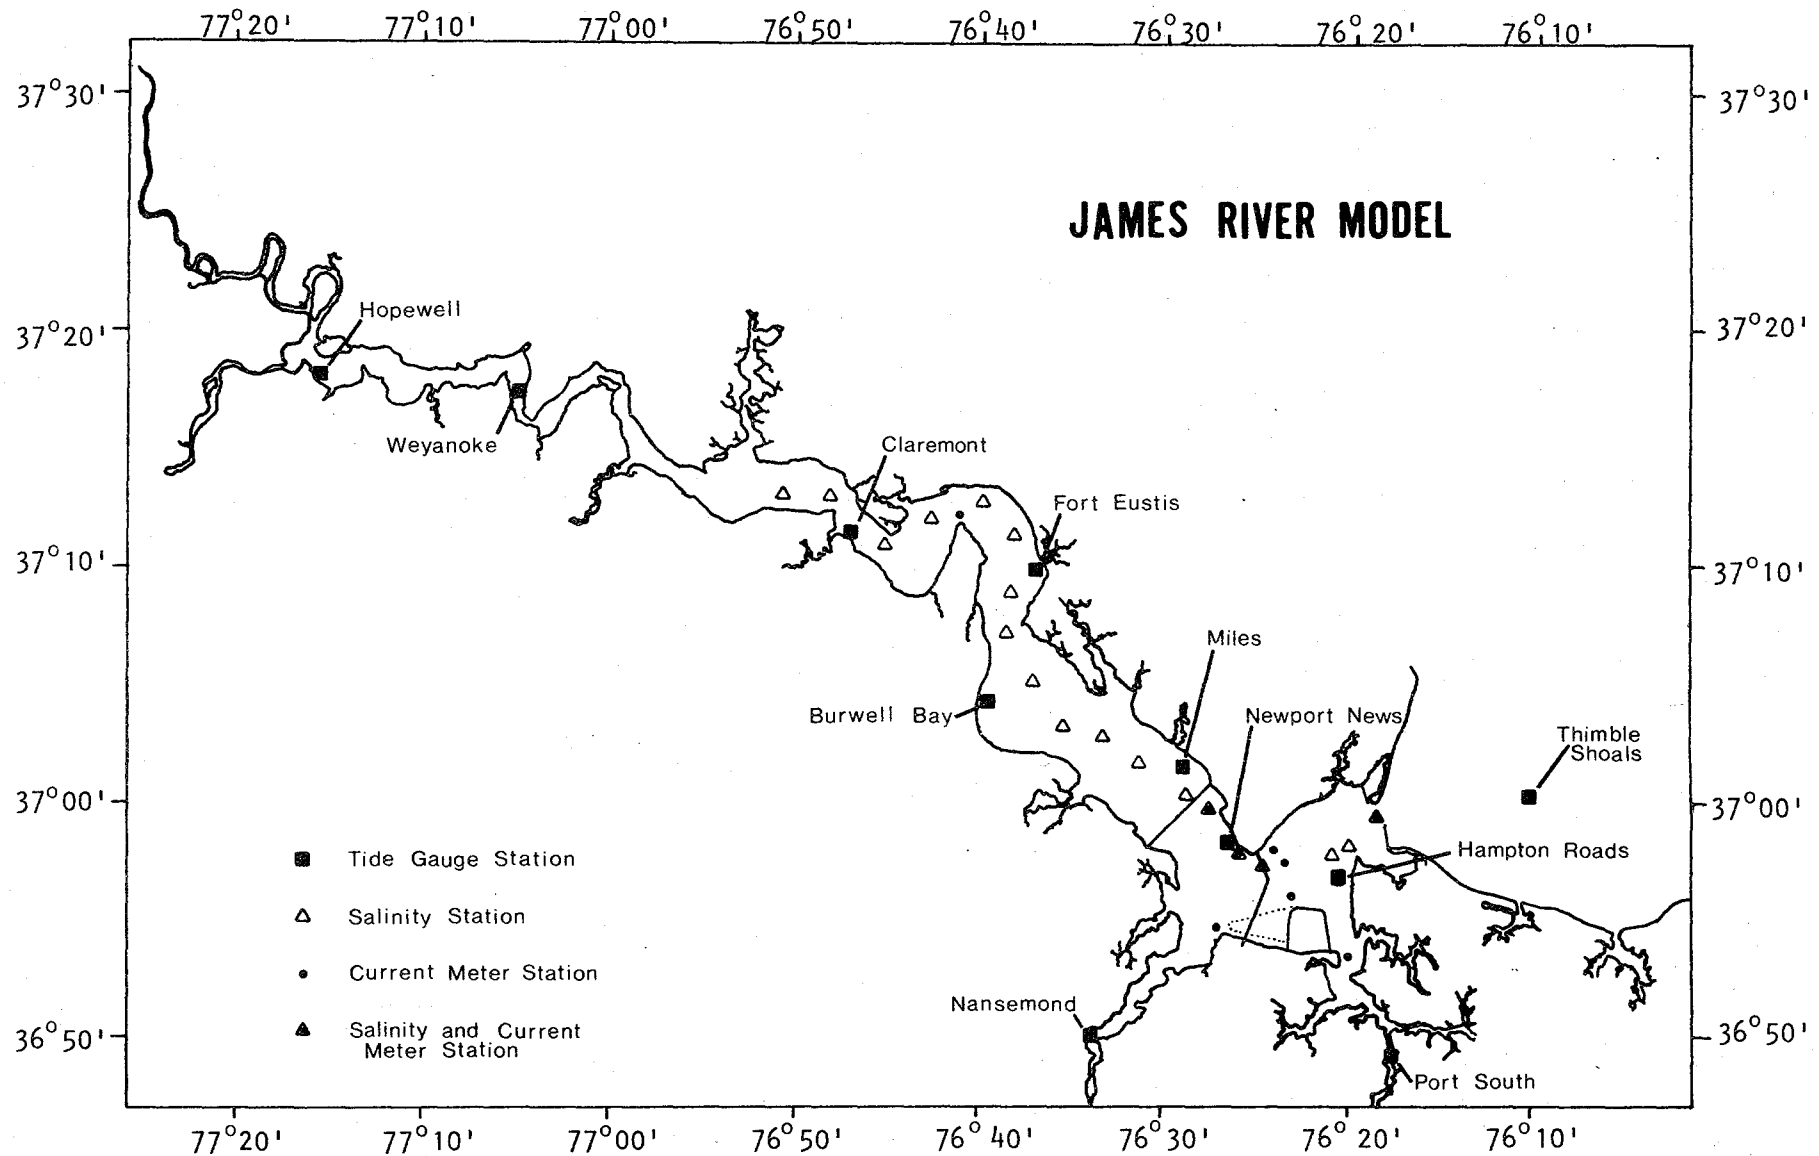 77°20' 77°10' 77°00' 76°50' 76°40' 76°30' 76°20' 76°10'
37°30' 37°30'
JAMES RIVER MODEL
Hopewell
37°20' 37°20'
Weyanoke
Claremont
Fort Eustis
37°10' 37°10'
Miles
Burwell Bay
Newport News
Thimble
Shoals
37°00' 37°00'
Tide Gauge Station
Hampton Roads
Salinity Station
Current Meter Station
Nansemond
Salinity and Current
Meter Station
36°50' 36°50'
Port South
77°20' 77°10' 77°00' 76°50' 76°40' 76°30' 76°20' 76°10'